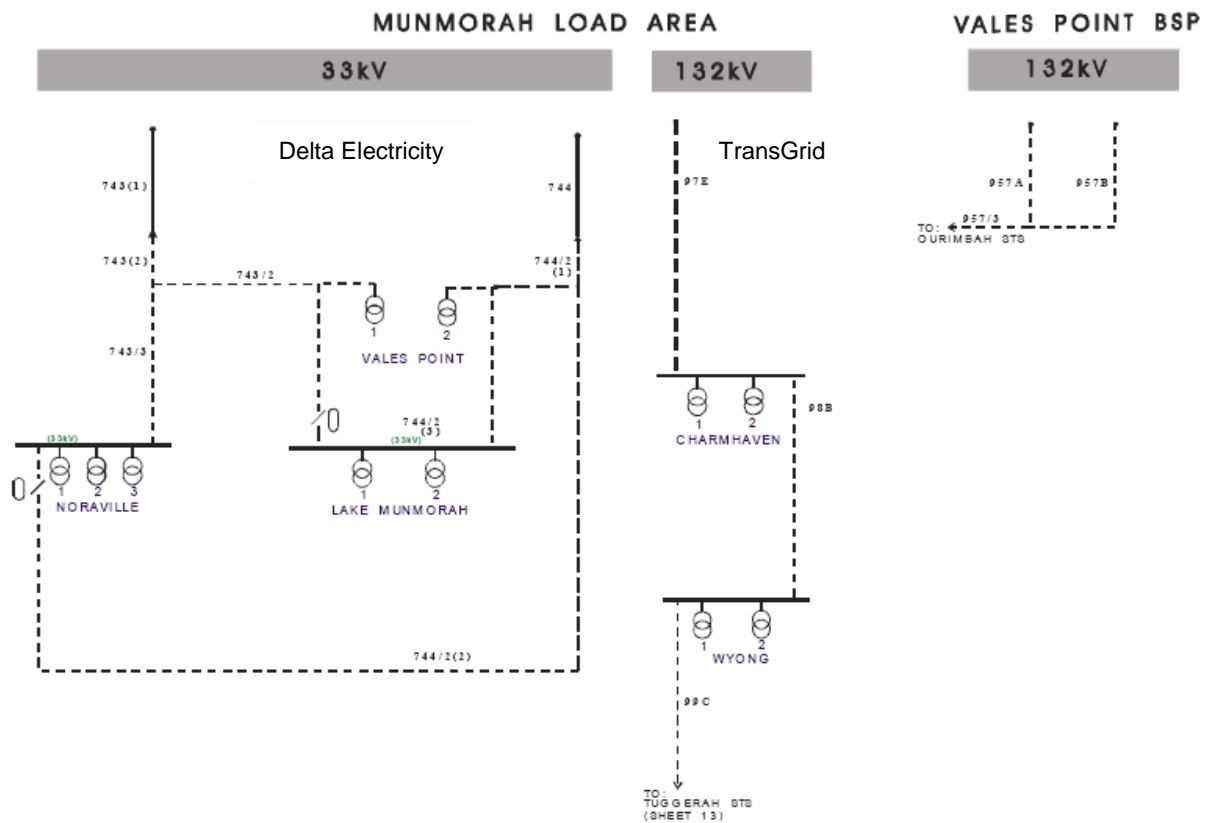 MUNMORAH LOAD AREA
VALES POINT BSP
33kV
132kV
132kV
Delta Electricity
TransGrid
743(1)
744
97E
957A
957B
957/3
TO:
OURIMBAH STS
743(2)
743/2
744/2
(1)
1
2
VALES POINT
743/3
744/2
(3)
98B
1
2
CHARMHAVEN
(33kV)
(33kV)
1
2
3
NORAVILLE
1
2
LAKE MUNMORAH
1
2
WYONG
744/2(2)
99C
TO:
TUGGERAH STS
(SHEET 13)